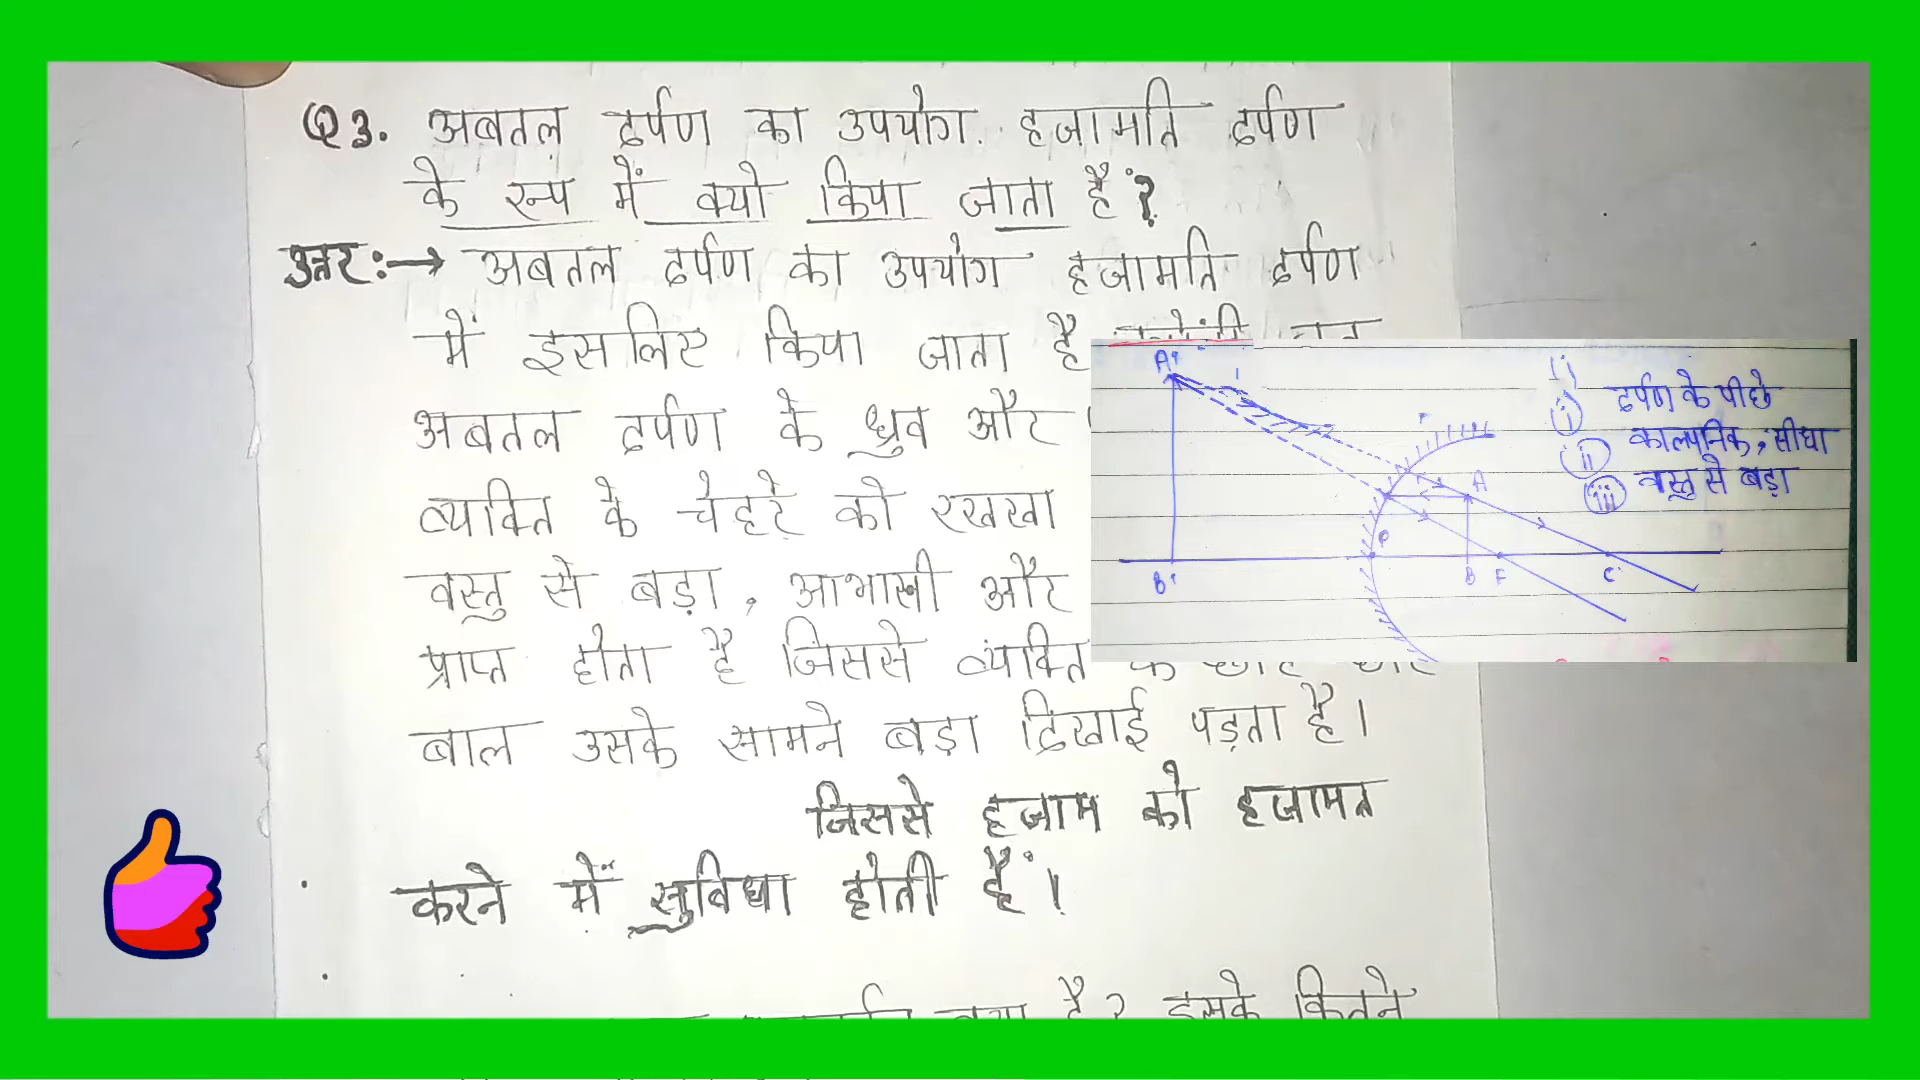 Q3. अबतल दर्पण का उपयोग हजामति दर्पण
के रूप में क्यो किया जाता है?
उत्तर:→ अबतल दर्पण का उपयोग हजामति दर्पण
में इसलिए किया जाता है
अबतल दर्पण के ध्रुव और
व्यक्ति के चेहरे को रखखा
वस्तु से बड़ा, आभासी और
प्राप्त होता है जिससे व्यक्ति
बाल उसके सामने बड़ा दिखाई पड़ता है।
जिससे हजाम को हजामत
करने में सुविधा होती हैं।
है? इसके कितने
A'
(i) दर्पण के पीछे
(ii) काल्पनिक, सीधा
(iii) वस्तु से बड़ा
A
P
B' B F C